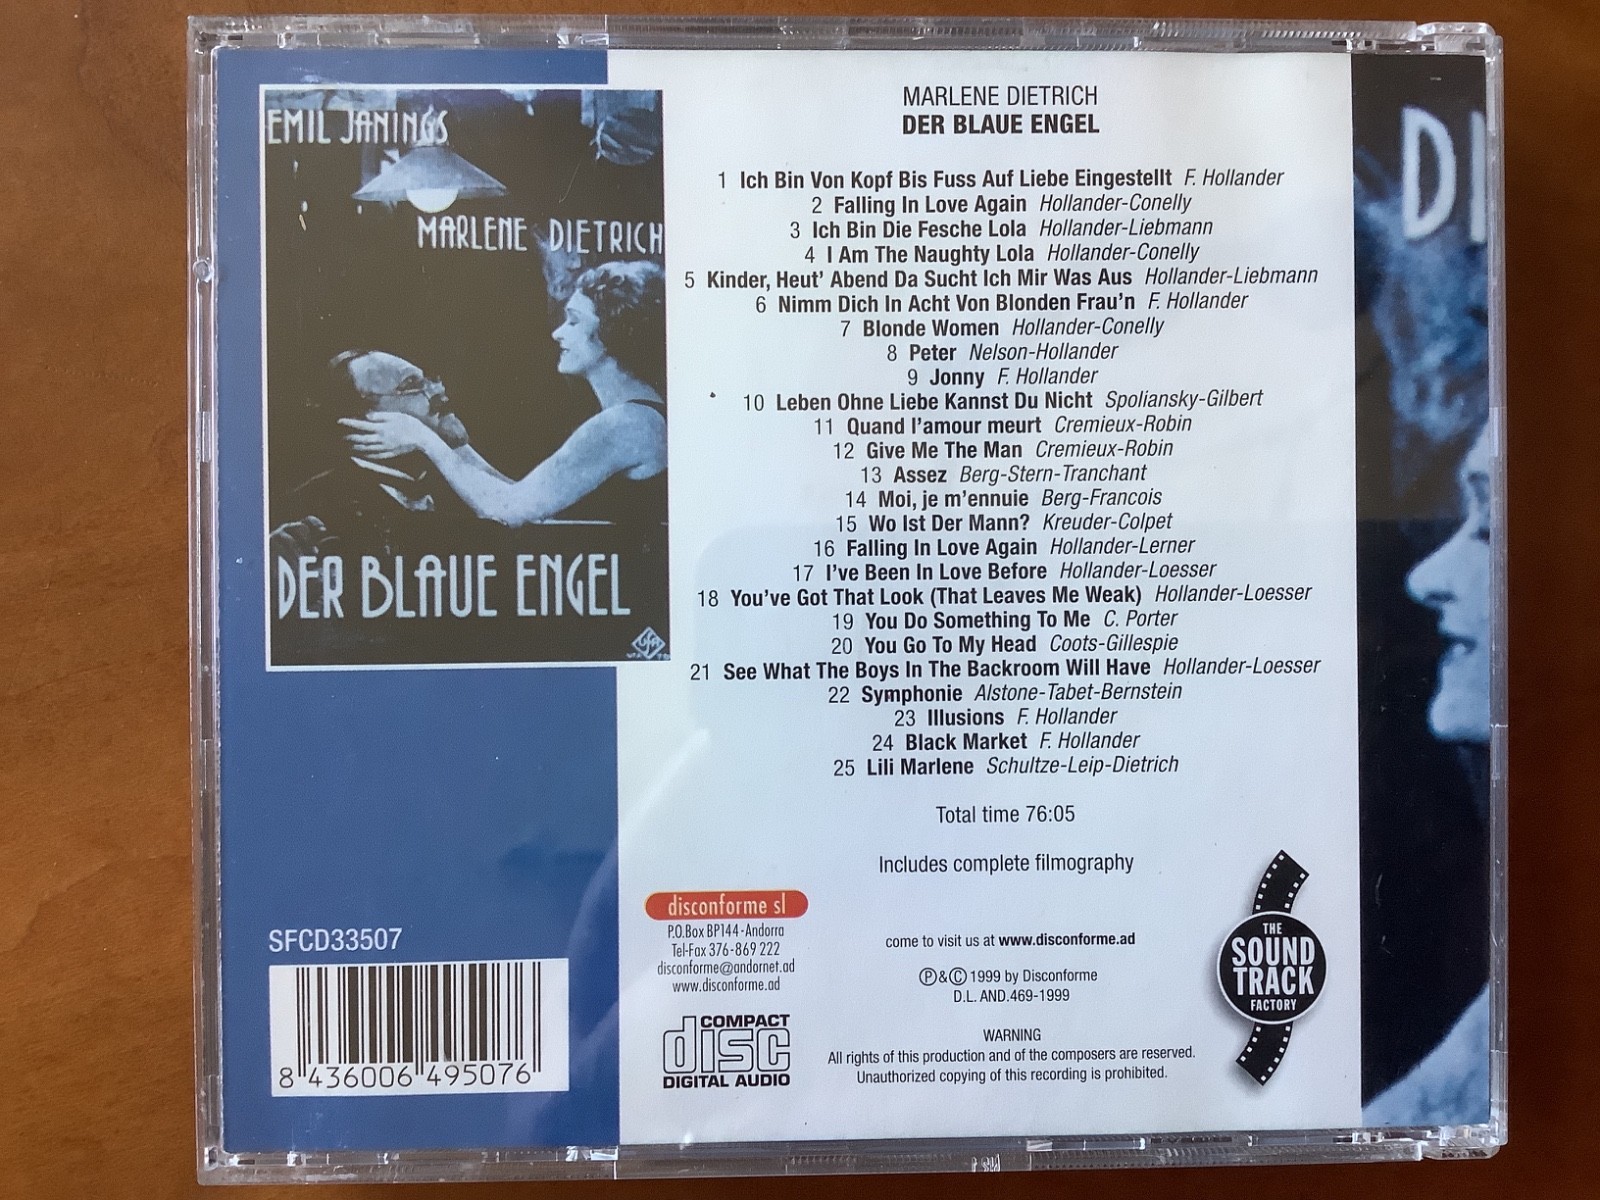 EMIL JANINGS
MARLENE DIETRICH
DER BLAUE ENGEL
UFA
MARLENE DIETRICH
DER BLAUE ENGEL
1 Ich Bin Von Kopf Bis Fuss Auf Liebe Eingestellt F. Hollander
2 Falling In Love Again Hollander-Conelly
3 Ich Bin Die Fesche Lola Hollander-Liebmann
4 I Am The Naughty Lola Hollander-Conelly
5 Kinder, Heut' Abend Da Sucht Ich Mir Was Aus Hollander-Liebmann
6 Nimm Dich In Acht Von Blonden Frau'n F. Hollander
7 Blonde Women Hollander-Conelly
8 Peter Nelson-Hollander
9 Jonny F. Hollander
10 Leben Ohne Liebe Kannst Du Nicht Spoliansky-Gilbert
11 Quand l'amour meurt Cremieux-Robin
12 Give Me The Man Cremieux-Robin
13 Assez Berg-Stern-Tranchant
14 Moi, je m'ennuie Berg-Francois
15 Wo Ist Der Mann? Kreuder-Colpet
16 Falling In Love Again Hollander-Lerner
17 I've Been In Love Before Hollander-Loesser
18 You've Got That Look (That Leaves Me Weak) Hollander-Loesser
19 You Do Something To Me C. Porter
20 You Go To My Head Coots-Gillespie
21 See What The Boys In The Backroom Will Have Hollander-Loesser
22 Symphonie Alstone-Tabet-Bernstein
23 Illusions F. Hollander
24 Black Market F. Hollander
25 Lili Marlene Schultze-Leip-Dietrich
Total time 76:05
Includes complete filmography
disconforme sl
P.O.Box BP144-Andorra
Tel-Fax 376-869 222
disconforme@andornet.ad
www.disconforme.ad
COMPACT
disc
DIGITAL AUDIO
come to visit us at www.disconforme.ad
Ⓟ&© 1999 by Disconforme
D.L. AND.469-1999
WARNING
All rights of this production and of the composers are reserved.
Unauthorized copying of this recording is prohibited.
THE
SOUND
TRACK
FACTORY
SFCD33507
8 436006 495076
DI